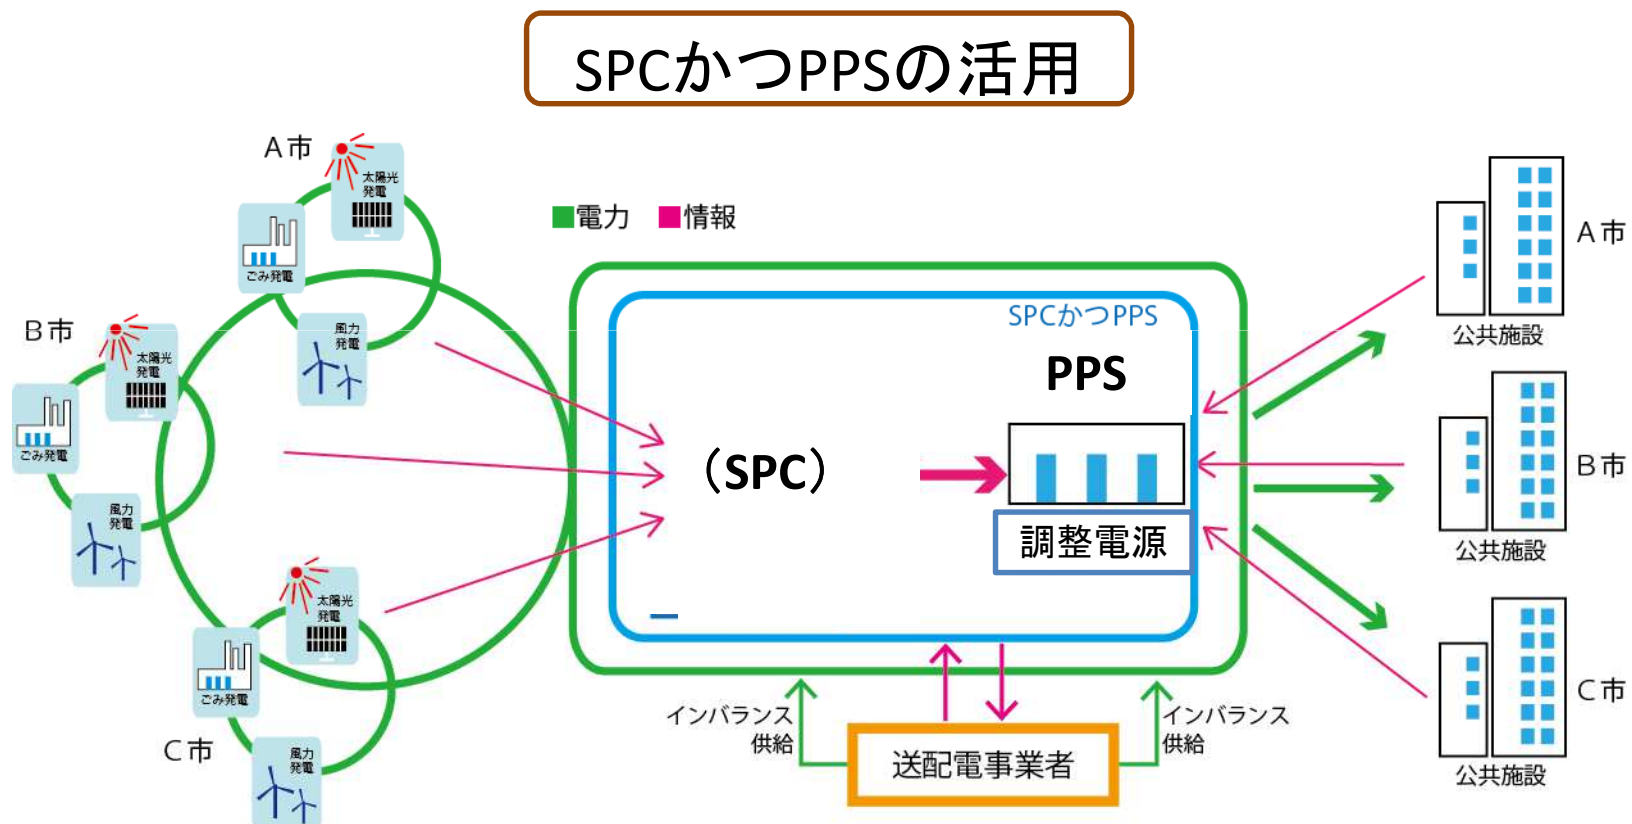 SPCかつPPSの活用
A市
太陽光
発電
ごみ発電
風力
発電
B市
太陽光
発電
ごみ発電
風力
発電
太陽光
発電
ごみ発電
風力
発電
C市
電力 情報
SPCかつPPS
PPS
（SPC）
調整電源
インバランス
供給
送配電事業者
インバランス
供給
A市
公共施設
B市
公共施設
C市
公共施設